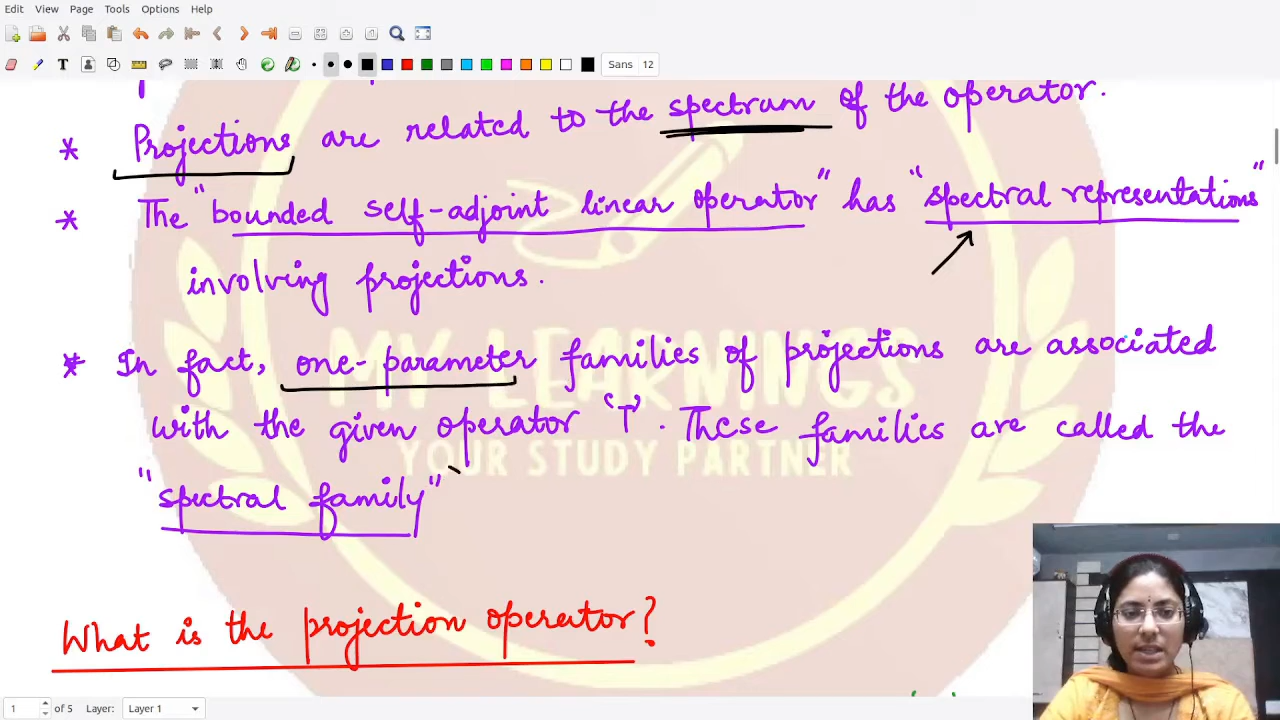 Edit View Page Tools Options Help
Sans 12
* Projections are related to the spectrum of the operator.
* The "bounded self-adjoint linear operator" has "spectral representations"
involving projections.
MY LEARNINGS
* In fact, one-parameter families of projections are associated
with the given operator 'T'. These families are called the
YOUR STUDY PARTNER
"spectral family"
What is the projection operator?
1 of 5 Layer: Layer 1